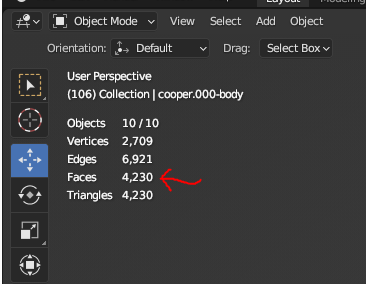 Layout
Object Mode View Select Add Object
Orientation: Default Drag: Select Box
User Perspective
(106) Collection | cooper.000-body
Objects 10 / 10
Vertices 2,709
Edges 6,921
Faces 4,230
Triangles 4,230